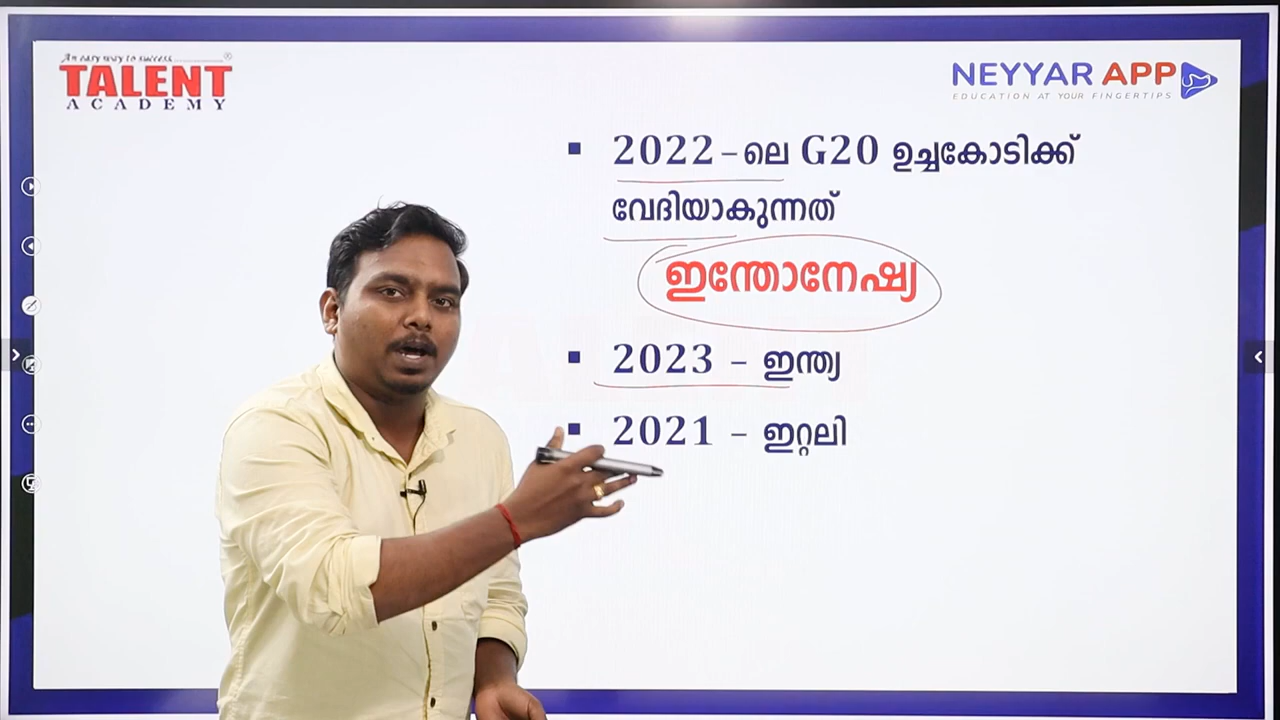 An easy way to success..............®
TALENT
ACADEMY
NEYYAR APP
EDUCATION AT YOUR FINGERTIPS
▪ 2022-ലെ G20 ഉച്ചകോടിക്ക്
വേദിയാകുന്നത്
ഇന്തോനേഷ്യ
▪ 2023 - ഇന്ത്യ
▪ 2021 - ഇറ്റലി